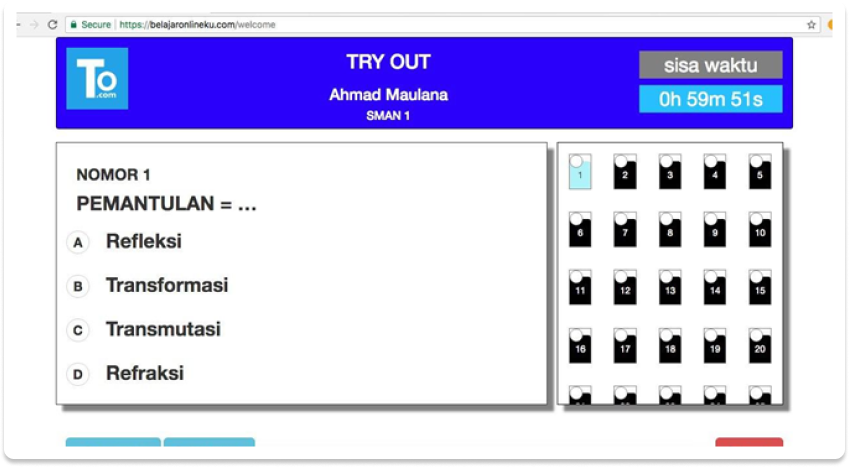 Secure | https://belajaronlineku.com/welcome
To
.com
TRY OUT
Ahmad Maulana
SMAN 1
sisa waktu
0h 59m 51s
NOMOR 1
PEMANTULAN = ...
A Refleksi
B Transformasi
C Transmutasi
D Refraksi
1 2 3 4 5
6 7 8 9 10
11 12 13 14 15
16 17 18 19 20